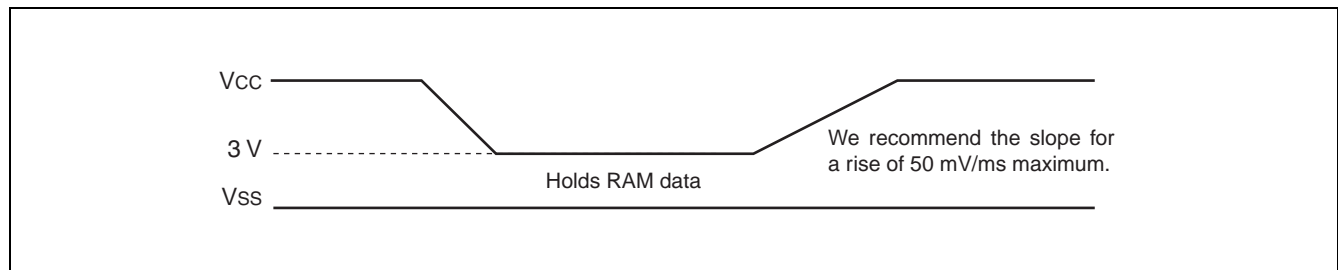 Vcc
3 V
We recommend the slope for
a rise of 50 mV/ms maximum.
Holds RAM data
Vss